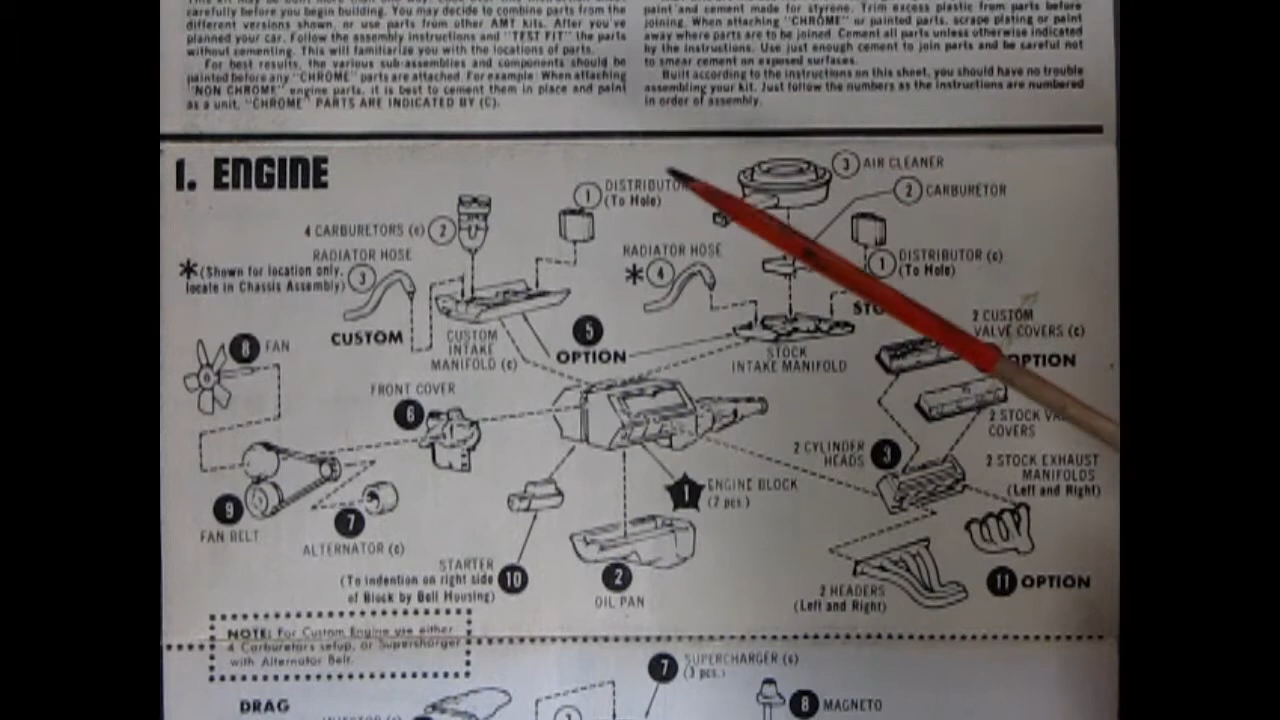 carefully before you begin building. You may decide to combine parts from the
different versions shown, or use parts from other AMT kits. After you've
planned your car. Follow the assembly instructions and "TEST FIT" the parts
without cementing. This will familiarize you with the locations of parts.
For best results, the various sub-assemblies and components should be
painted before any "CHROME" parts are attached. For example: When attaching
"NON CHROME" engine parts, it is best to cement them in place and paint
as a unit. "CHROME" PARTS ARE INDICATED BY (C).
paint and cement made for styrene. Trim excess plastic from parts before
joining. When attaching "CHROME" or painted parts, scrape plating or paint
away where parts are to be joined. Cement all parts unless otherwise indicated
by the instructions. Use just enough cement to join parts and be careful not
to smear cement on exposed surfaces.
Built according to the instructions on this sheet, you should have no trouble
assembling your kit. Just follow the numbers as the instructions are numbered
in order of assembly.
I. ENGINE
4 CARBURETORS (c) 2
1 DISTRIBUTOR
(To Hole)
3 AIR CLEANER
2 CARBURETOR
RADIATOR HOSE
3
*(Shown for location only,
locate in Chassis Assembly)
RADIATOR HOSE
* 4
1 DISTRIBUTOR (c)
(To Hole)
CUSTOM
CUSTOM
INTAKE
MANIFOLD (c)
5
OPTION
STOCK
INTAKE MANIFOLD
2 CUSTOM
VALVE COVERS (c)
OPTION
8 FAN
FRONT COVER
6
2 STOCK
COVERS
2 CYLINDER
HEADS 3
2 STOCK EXHAUST
MANIFOLDS
(Left and Right)
1 ENGINE BLOCK
(2 pcs.)
9
FAN BELT
7
ALTERNATOR (c)
STARTER 10
(To indention on right side
of Block by Bell Housing)
2
OIL PAN
2 HEADERS
(Left and Right)
11 OPTION
NOTE: For Custom Engine use either
4 Carburetors setup, or Supercharger
with Alternator Belt.
DRAG
7 SUPERCHARGER (c)
(3 pcs.)
8 MAGNETO